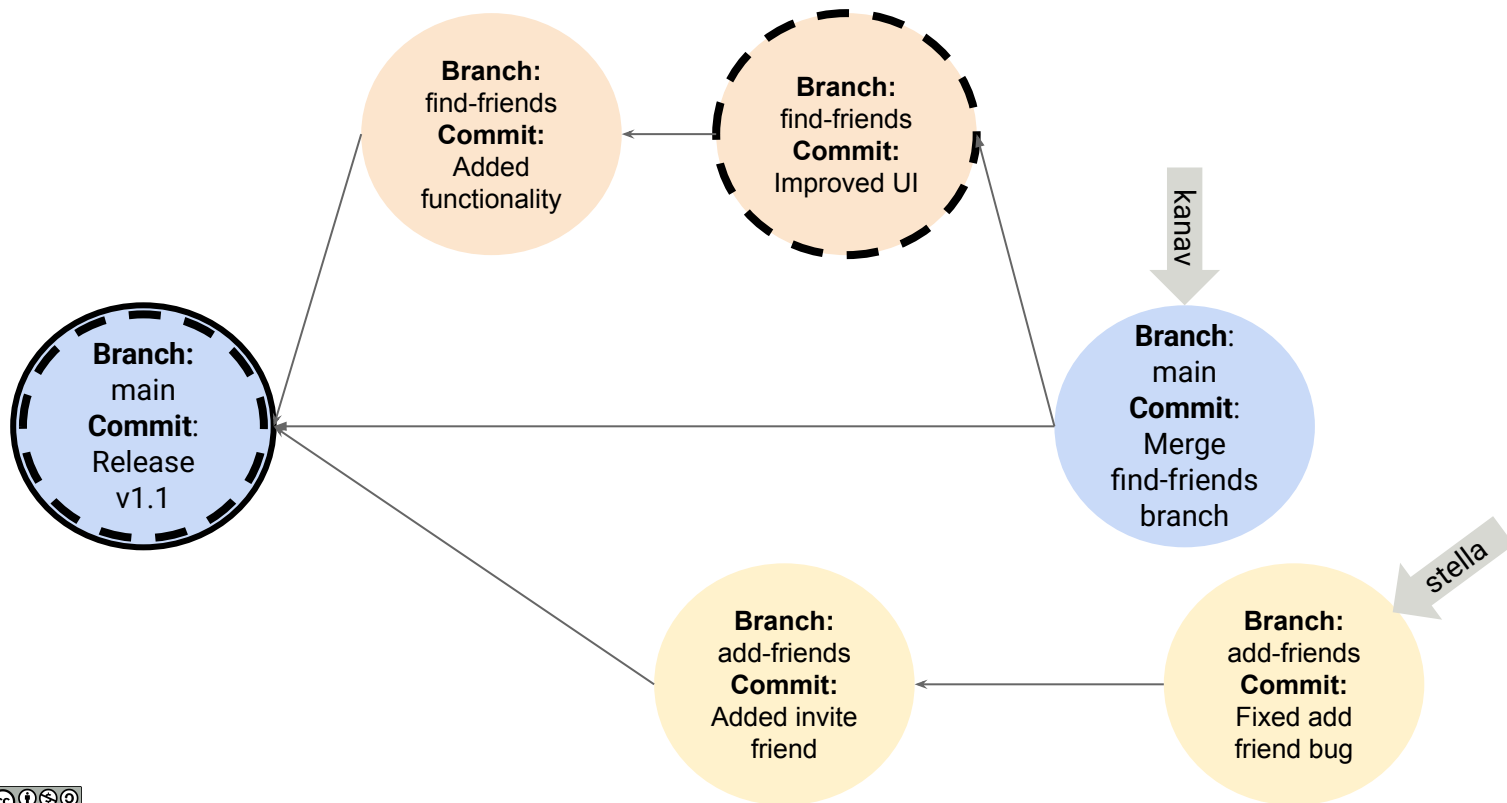 Branch:
find-friends
Commit:
Added
functionality
Branch:
find-friends
Commit:
Improved UI
kanav
Branch:
main
Commit:
Release
v1.1
Branch:
main
Commit:
Merge
find-friends
branch
stella
Branch:
add-friends
Commit:
Added invite
friend
Branch:
add-friends
Commit:
Fixed add
friend bug